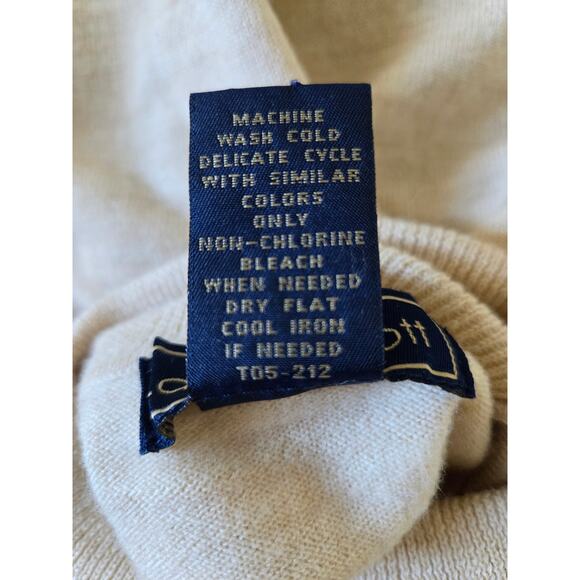 MACHINE
WASH COLD
DELICATE CYCLE
WITH SIMILAR
COLORS
ONLY
NON-CHLORINE
BLEACH
WHEN NEEDED
DRY FLAT
COOL IRON
IF NEEDED
T05-212